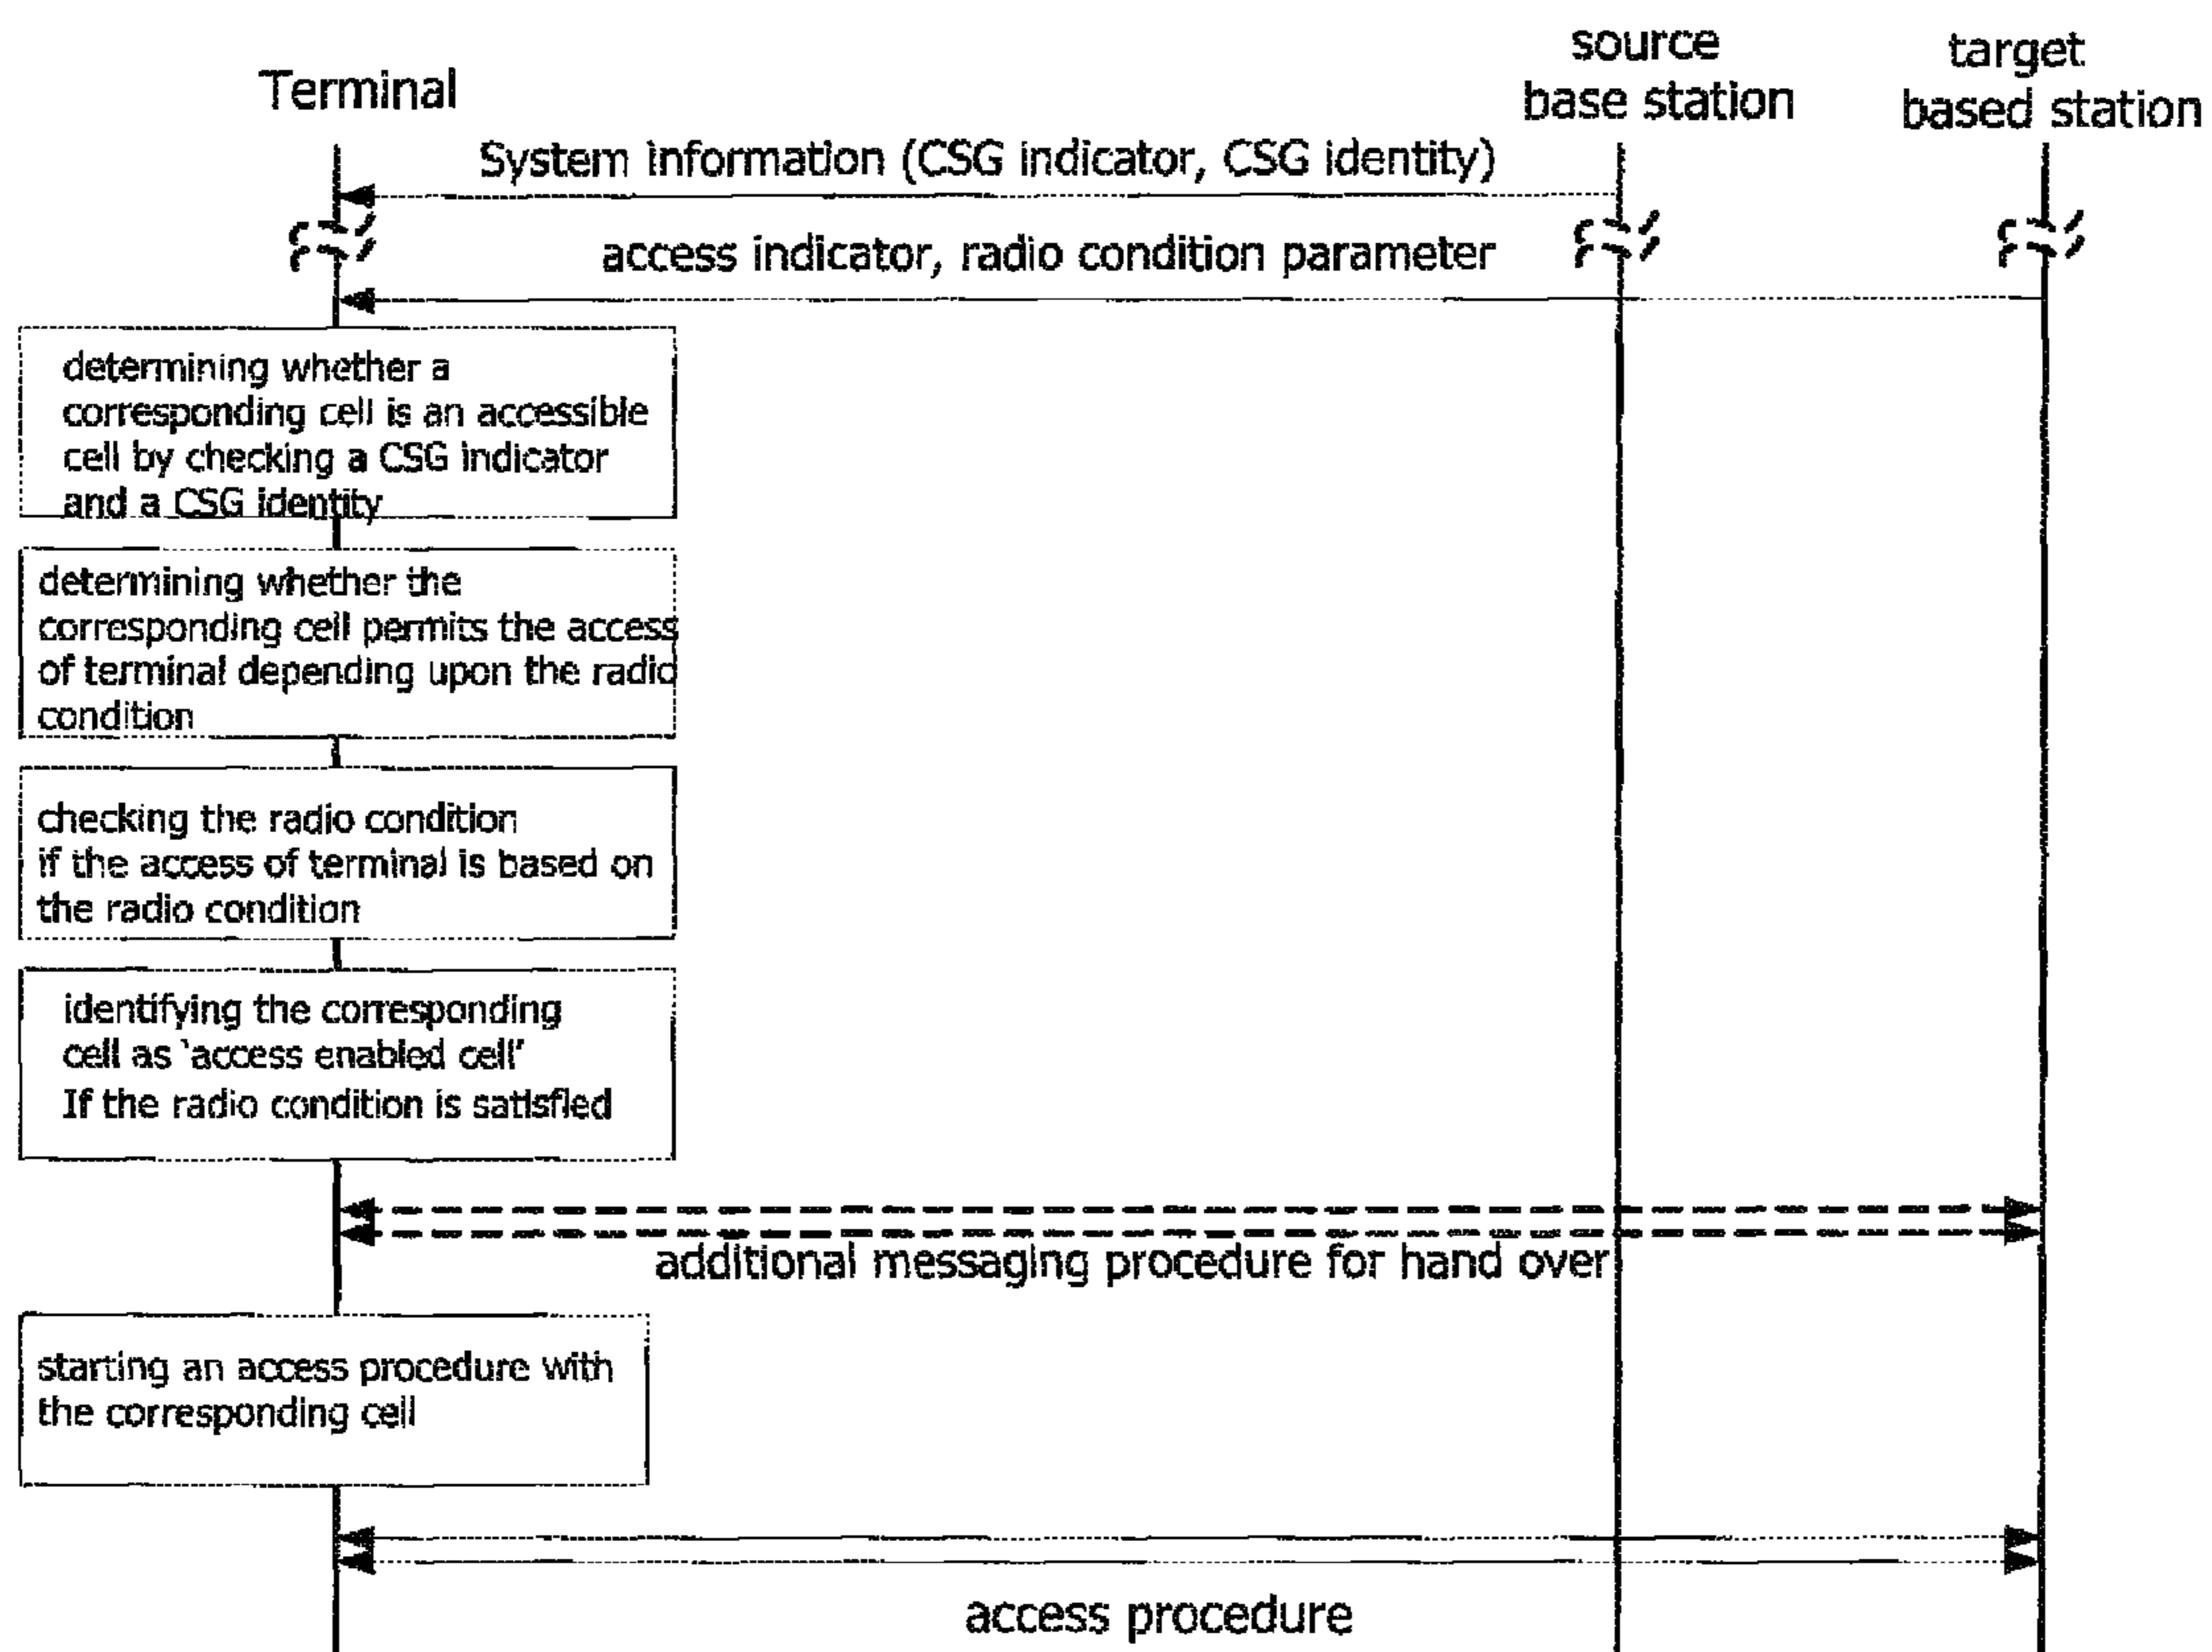 Terminal
source
base station
target
based station
System information (CSG indicator, CSG identity)
access indicator, radio condition parameter
determining whether a
corresponding cell is an accessible
cell by checking a CSG indicator
and a CSG identity
determining whether the
corresponding cell permits the access
of terminal depending upon the radio
condition
checking the radio condition
if the access of terminal is based on
the radio condition
identifying the corresponding
cell as 'access enabled cell'
If the radio condition is satisfied
additional messaging procedure for hand over
starting an access procedure with
the corresponding cell
access procedure